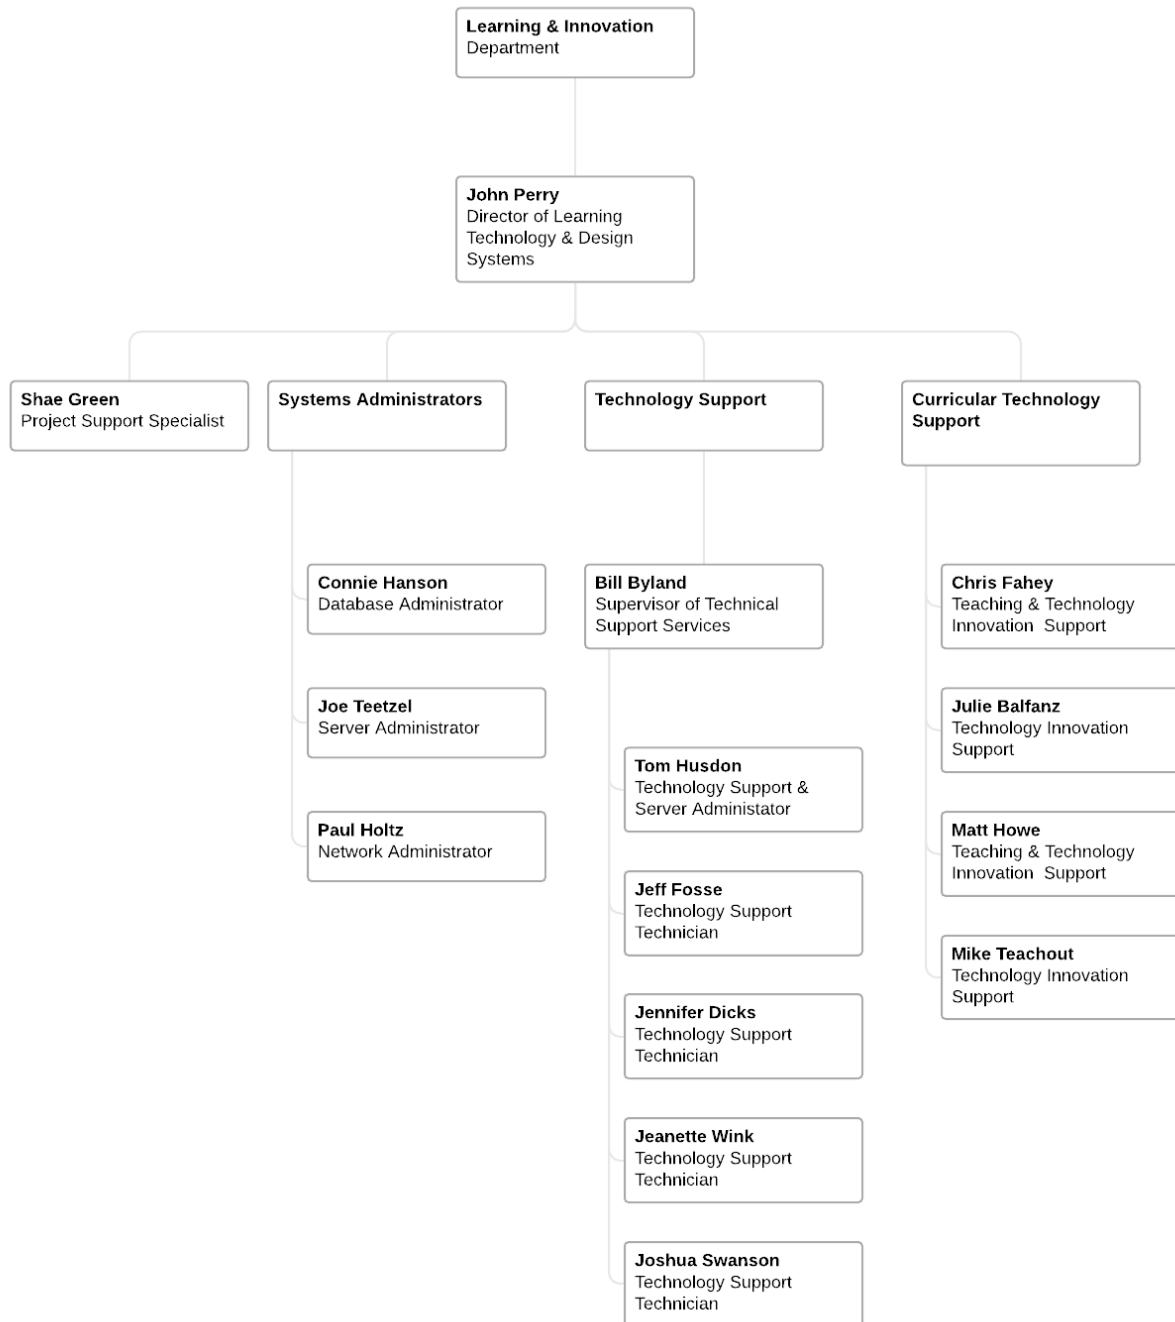 Learning & Innovation
Department
John Perry
Director of Learning
Technology & Design
Systems
Shae Green
Project Support Specialist
Systems Administrators
Technology Support
Curricular Technology
Support
Connie Hanson
Database Administrator
Joe Teetzel
Server Administrator
Paul Holtz
Network Administrator
Bill Byland
Supervisor of Technical
Support Services
Tom Husdon
Technology Support &
Server Administator
Jeff Fosse
Technology Support
Technician
Jennifer Dicks
Technology Support
Technician
Jeanette Wink
Technology Support
Technician
Joshua Swanson
Technology Support
Technician
Chris Fahey
Teaching & Technology
Innovation  Support
Julie Balfanz
Technology Innovation
Support
Matt Howe
Teaching & Technology
Innovation  Support
Mike Teachout
Technology Innovation
Support